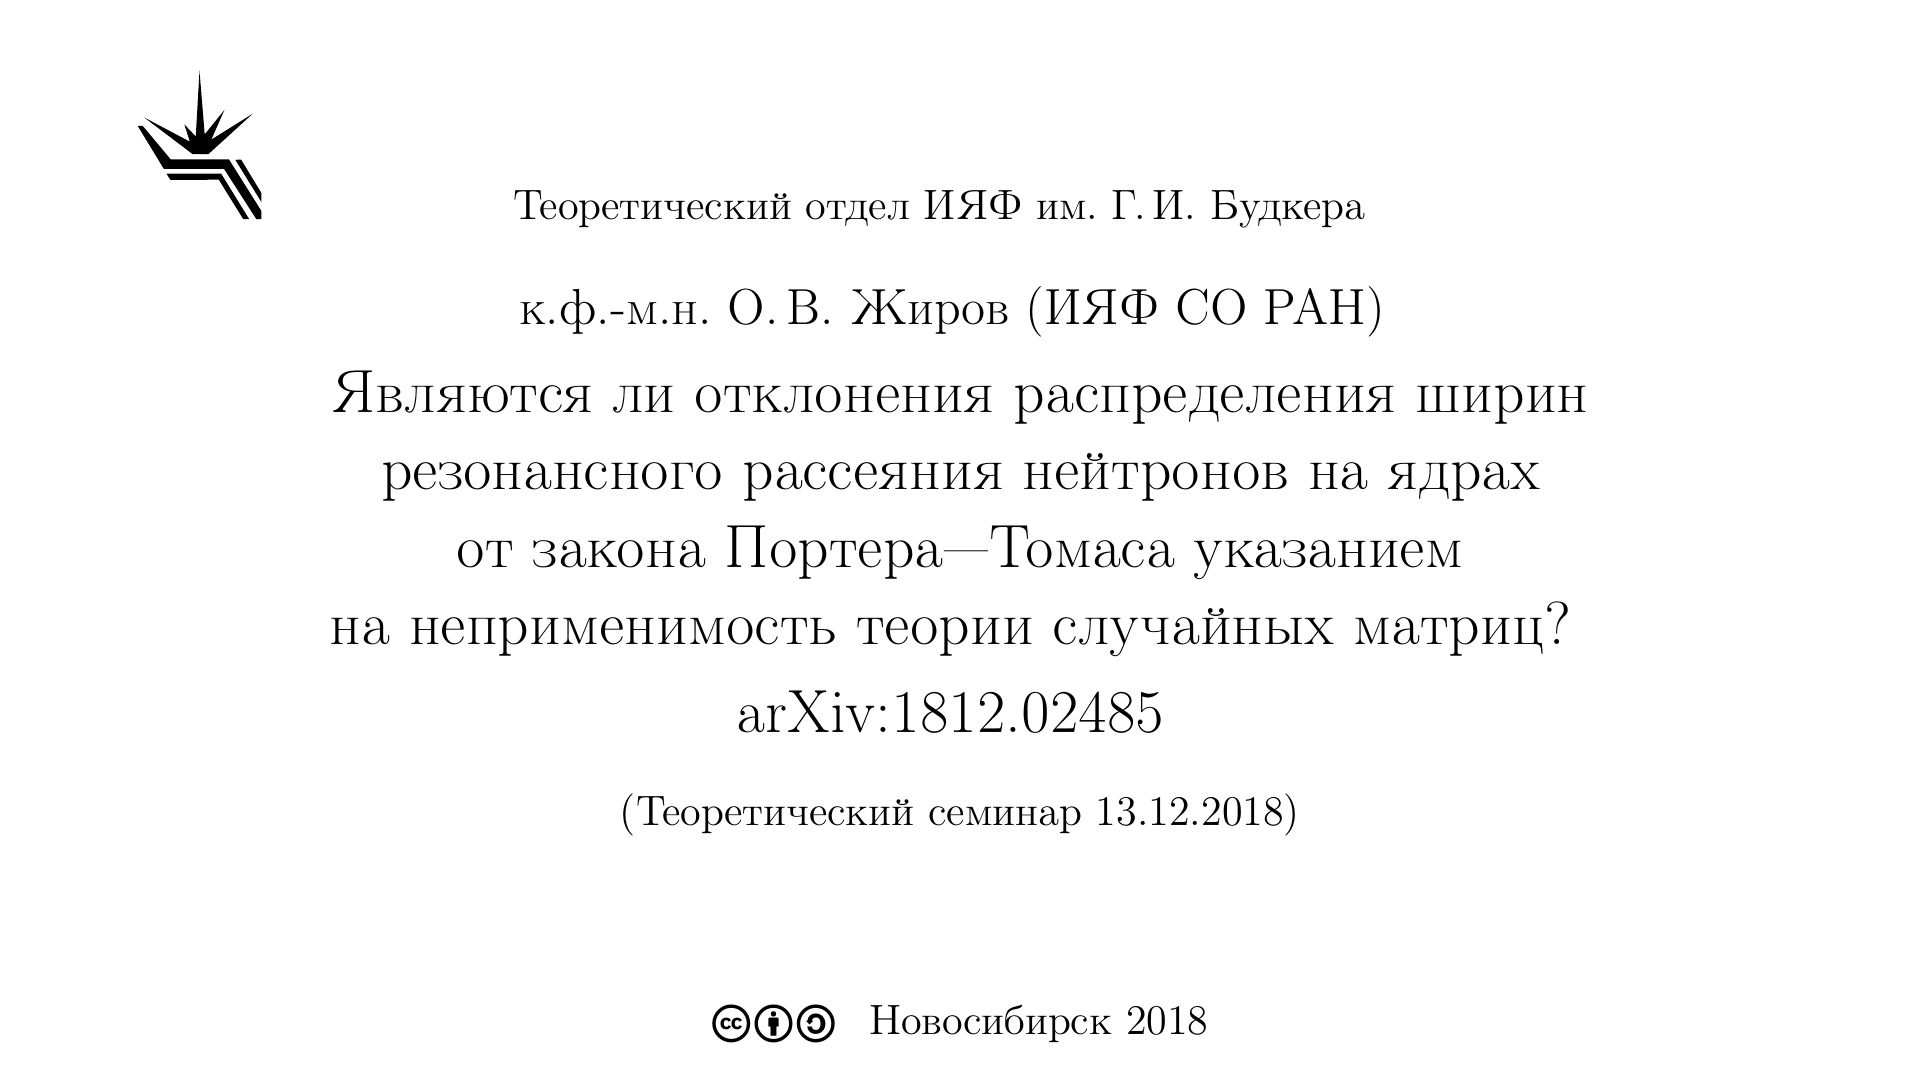 Теоретический отдел ИЯФ им. Г. И. Будкера
к.ф.-м.н. О. В. Жиров (ИЯФ СО РАН)
Являются ли отклонения распределения ширин
резонансного рассеяния нейтронов на ядрах
от закона Портера—Томаса указанием
на неприменимость теории случайных матриц?
arXiv:1812.02485
(Теоретический семинар 13.12.2018)
cc Новосибирск 2018